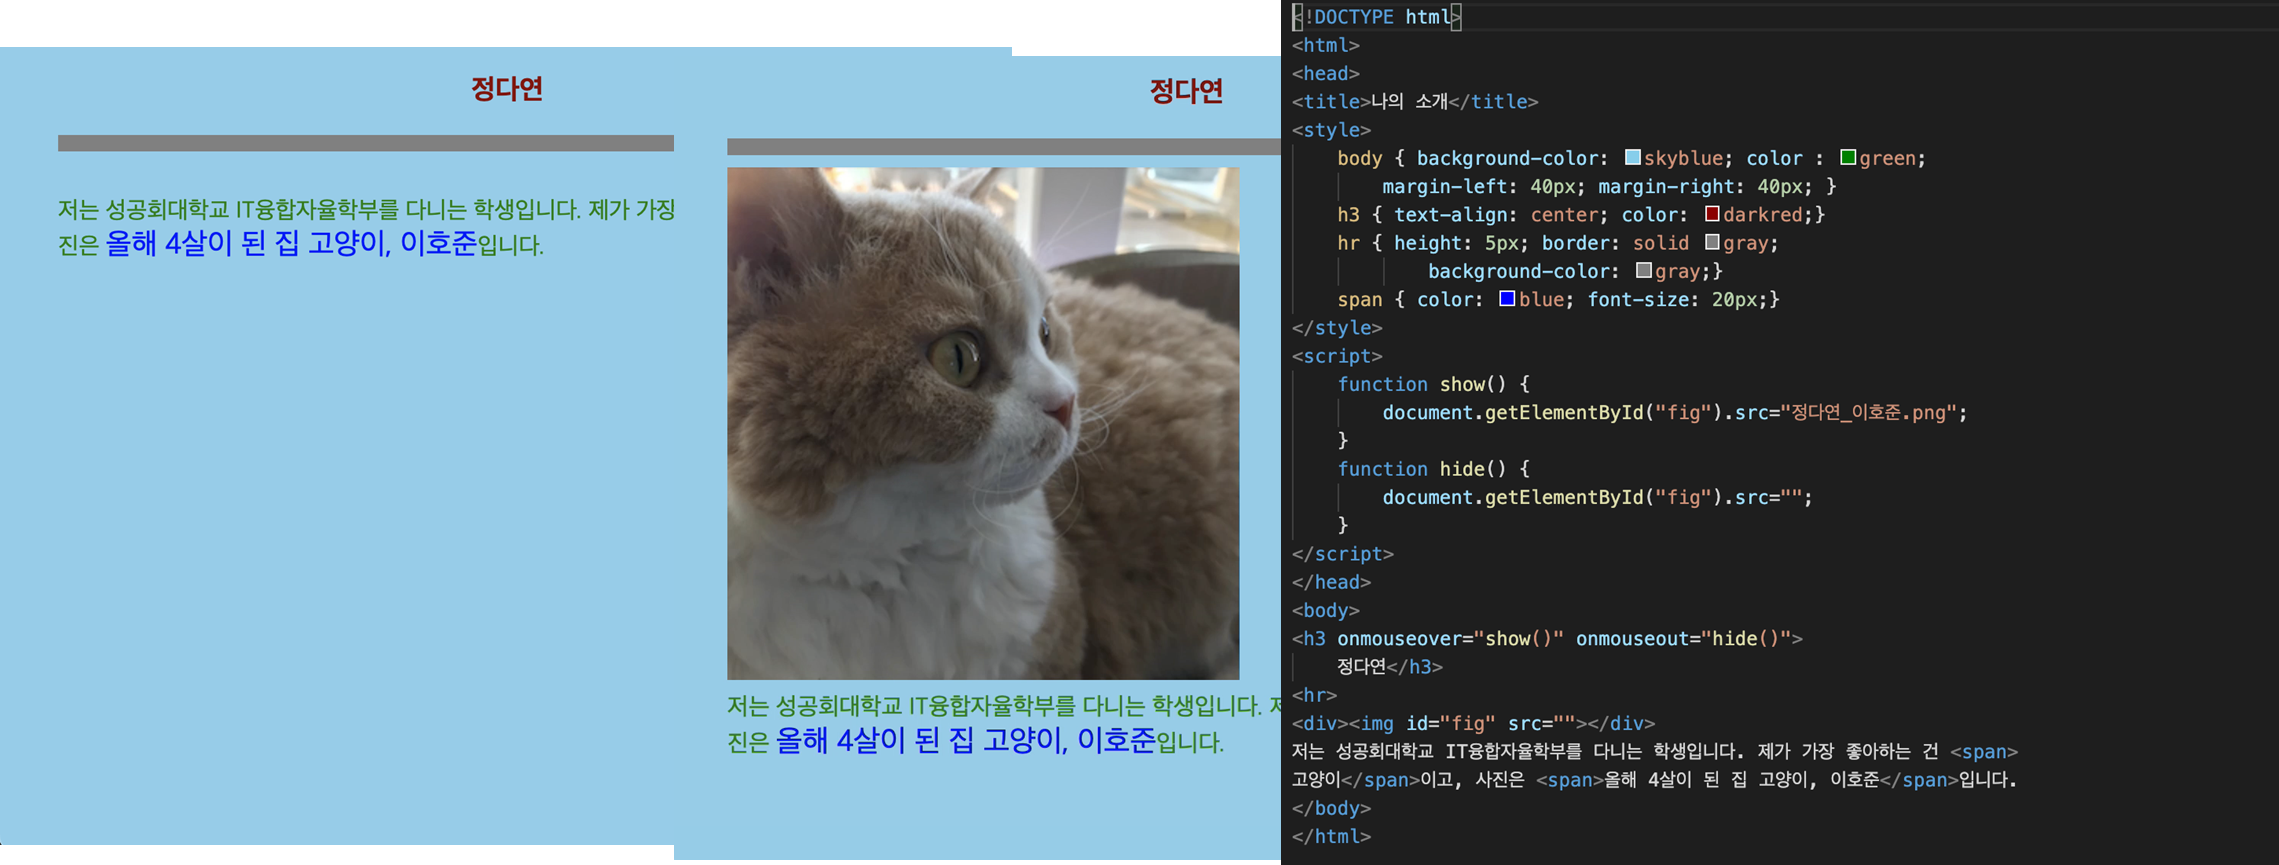 정다연
저는 성공회대학교 IT융합자율학부를 다니는 학생입니다. 제가 가장
진은 올해 4살이 된 집 고양이, 이호준입니다.
정다연
저는 성공회대학교 IT융합자율학부를 다니는 학생입니다. 제
진은 올해 4살이 된 집 고양이, 이호준입니다.
<!DOCTYPE html>
<html>
<head>
<title>나의 소개</title>
<style>
body { background-color: skyblue; color : green;
margin-left: 40px; margin-right: 40px; }
h3 { text-align: center; color: darkred;}
hr { height: 5px; border: solid gray;
background-color: gray;}
span { color: blue; font-size: 20px;}
</style>
<script>
function show() {
document.getElementById("fig").src="정다연_이호준.png";
}
function hide() {
document.getElementById("fig").src="";
}
</script>
</head>
<body>
<h3 onmouseover="show()" onmouseout="hide()">
정다연</h3>
<hr>
<div><img id="fig" src=""></div>
저는 성공회대학교 IT융합자율학부를 다니는 학생입니다. 제가 가장 좋아하는 건 <span>
고양이</span>이고, 사진은 <span>올해 4살이 된 집 고양이, 이호준</span>입니다.
</body>
</html>